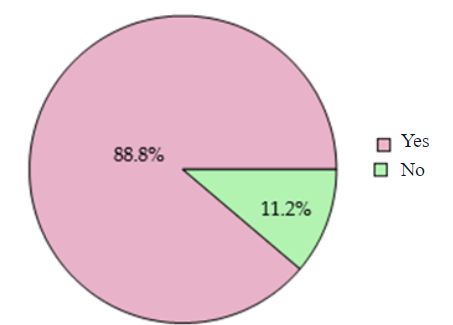 88.8%
11.2%
Yes
No